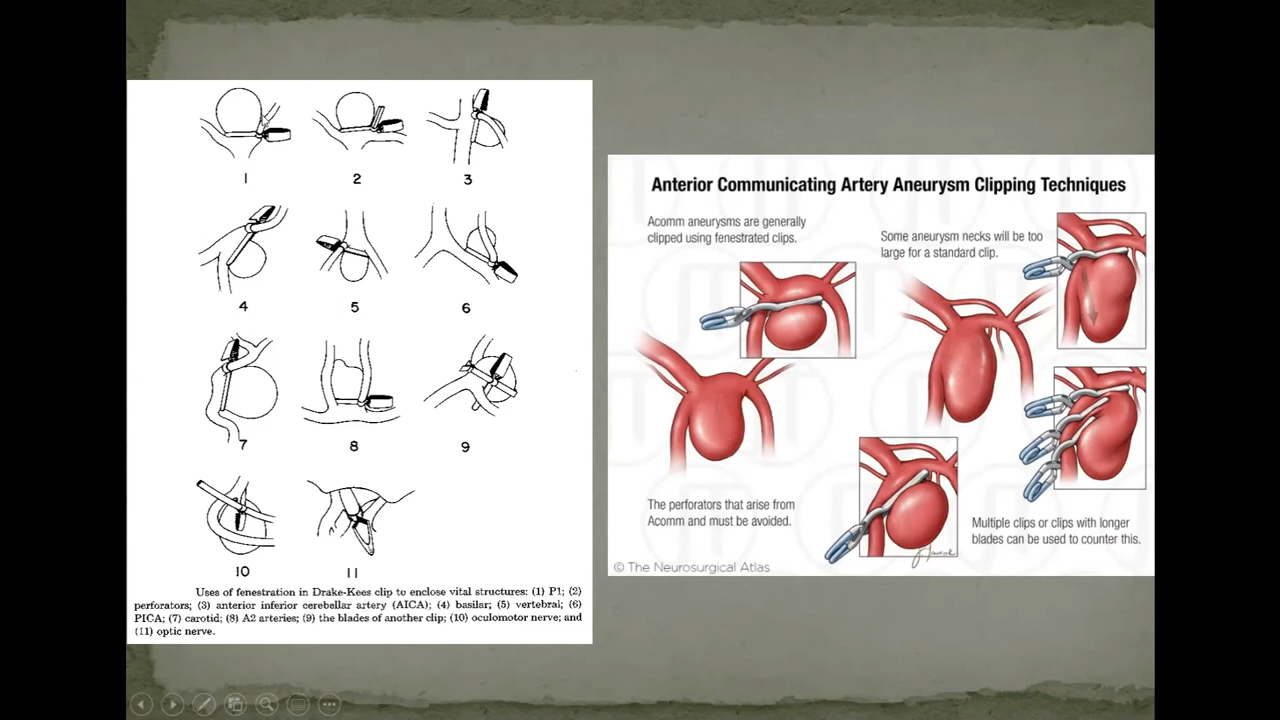 1
2
3
4
5
6
7
8
9
10
11
Uses of fenestration in Drake-Kees clip to enclose vital structures: (1) P1; (2)
perforators; (3) anterior inferior cerebellar artery (AICA); (4) basilar; (5) vertebral; (6)
PICA; (7) carotid; (8) A2 arteries; (9) the blades of another clip; (10) oculomotor nerve; and
(11) optic nerve.
Anterior Communicating Artery Aneurysm Clipping Techniques
Acomm aneurysms are generally
clipped using fenestrated clips.
Some aneurysm necks will be too
large for a standard clip.
The perforators that arise from
Acomm and must be avoided.
Multiple clips or clips with longer
blades can be used to counter this.
© The Neurosurgical Atlas